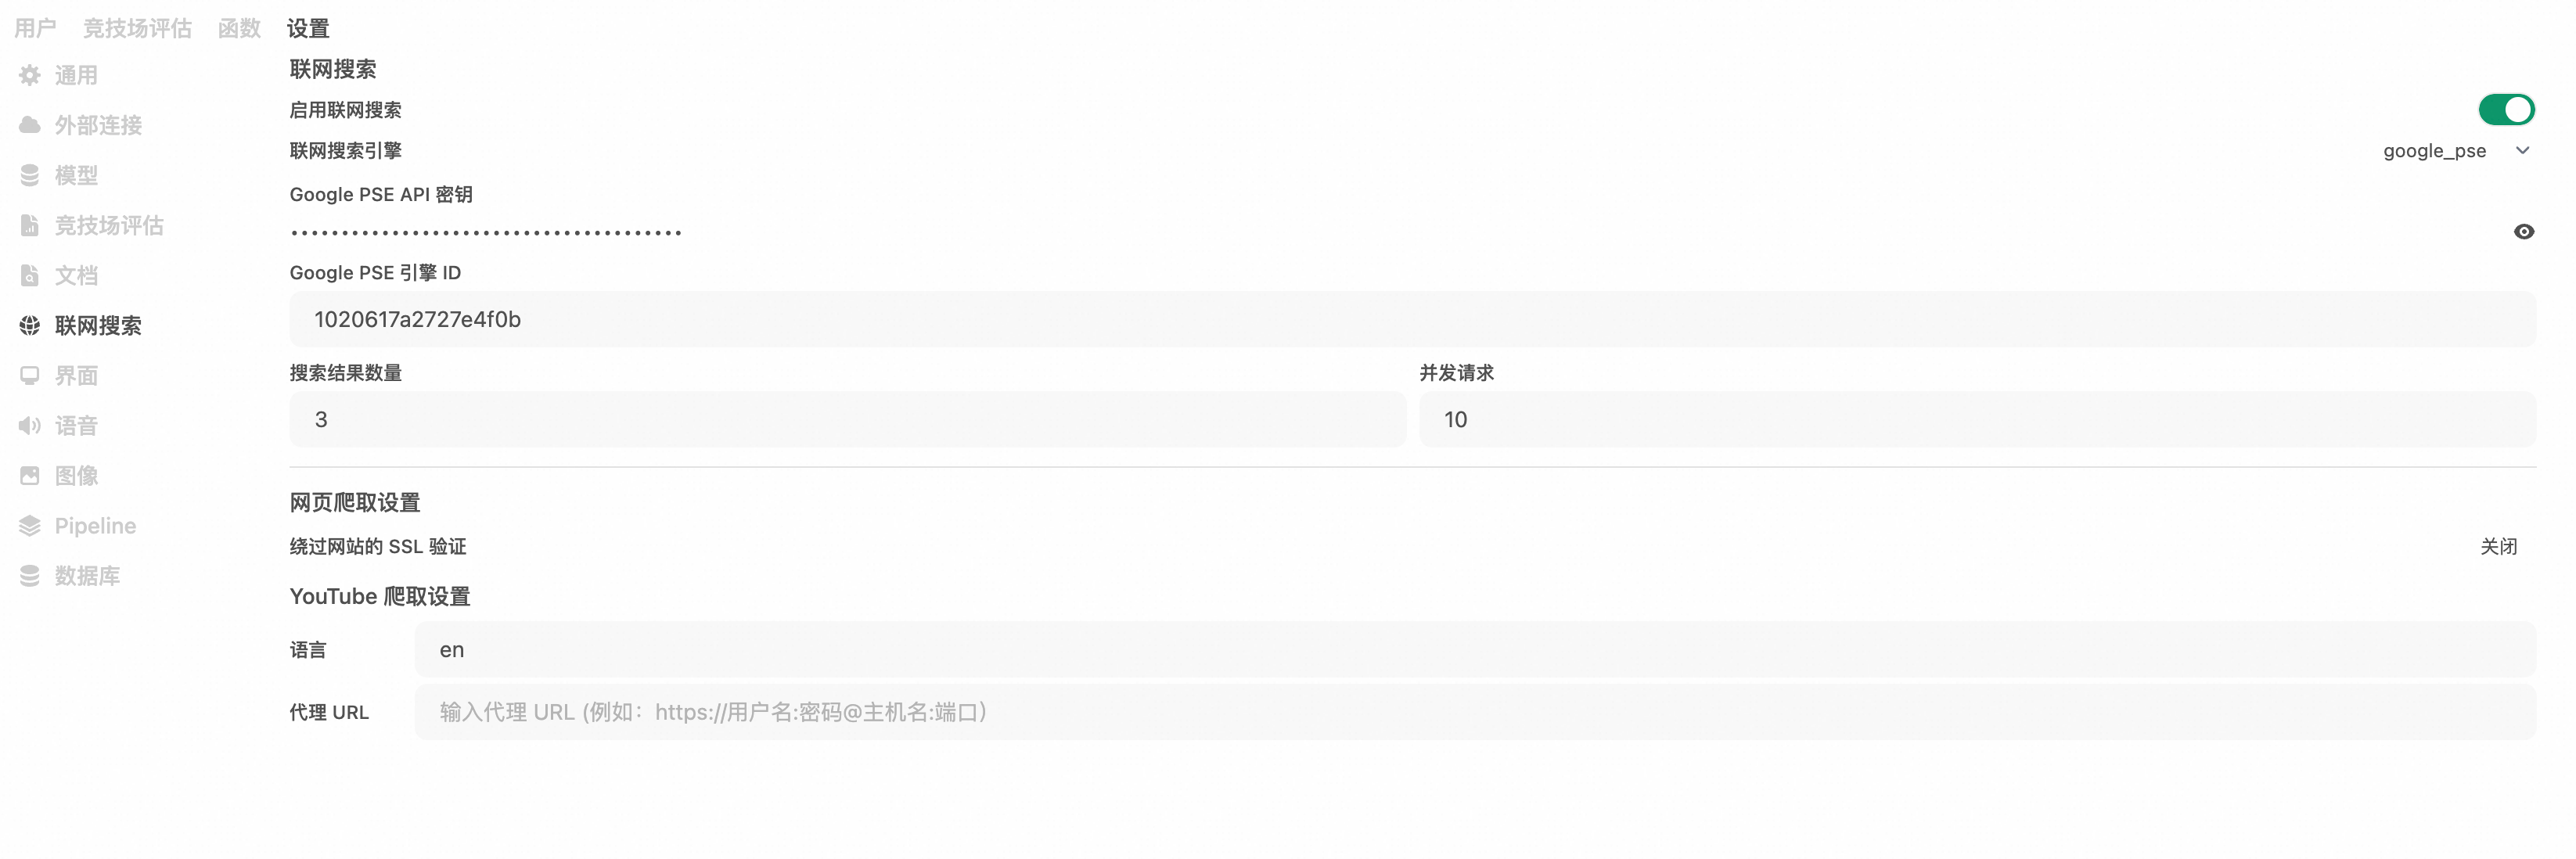 用户 竞技场评估 函数 设置
通用
外部连接
模型
竞技场评估
文档
联网搜索
界面
语音
图像
Pipeline
数据库
联网搜索
启用联网搜索
联网搜索引擎 google_pse
Google PSE API 密钥
•••••••••••••••••••••••••••••••••••••••
Google PSE 引擎 ID
1020617a2727e4f0b
搜索结果数量 并发请求
3 10
网页爬取设置
绕过网站的 SSL 验证 关闭
YouTube 爬取设置
语言 en
代理 URL 输入代理 URL (例如：https://用户名:密码@主机名:端口）